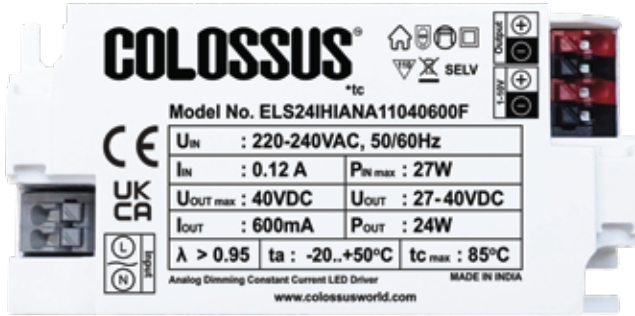 COLOSSUS®
Output
1-10V
SELV
*tc
Model No. ELS24IHIANA11040600F
CE
UK
CA
UIN : 220-240VAC, 50/60Hz
IIN : 0.12 A PIN max : 27W
UOUT max : 40VDC UOUT : 27-40VDC
IOUT : 600mA POUT : 24W
λ > 0.95 ta : -20..+50°C tc max : 85°C
L
N
Input
Analog Dimming Constant Current LED Driver MADE IN INDIA
www.colossusworld.com